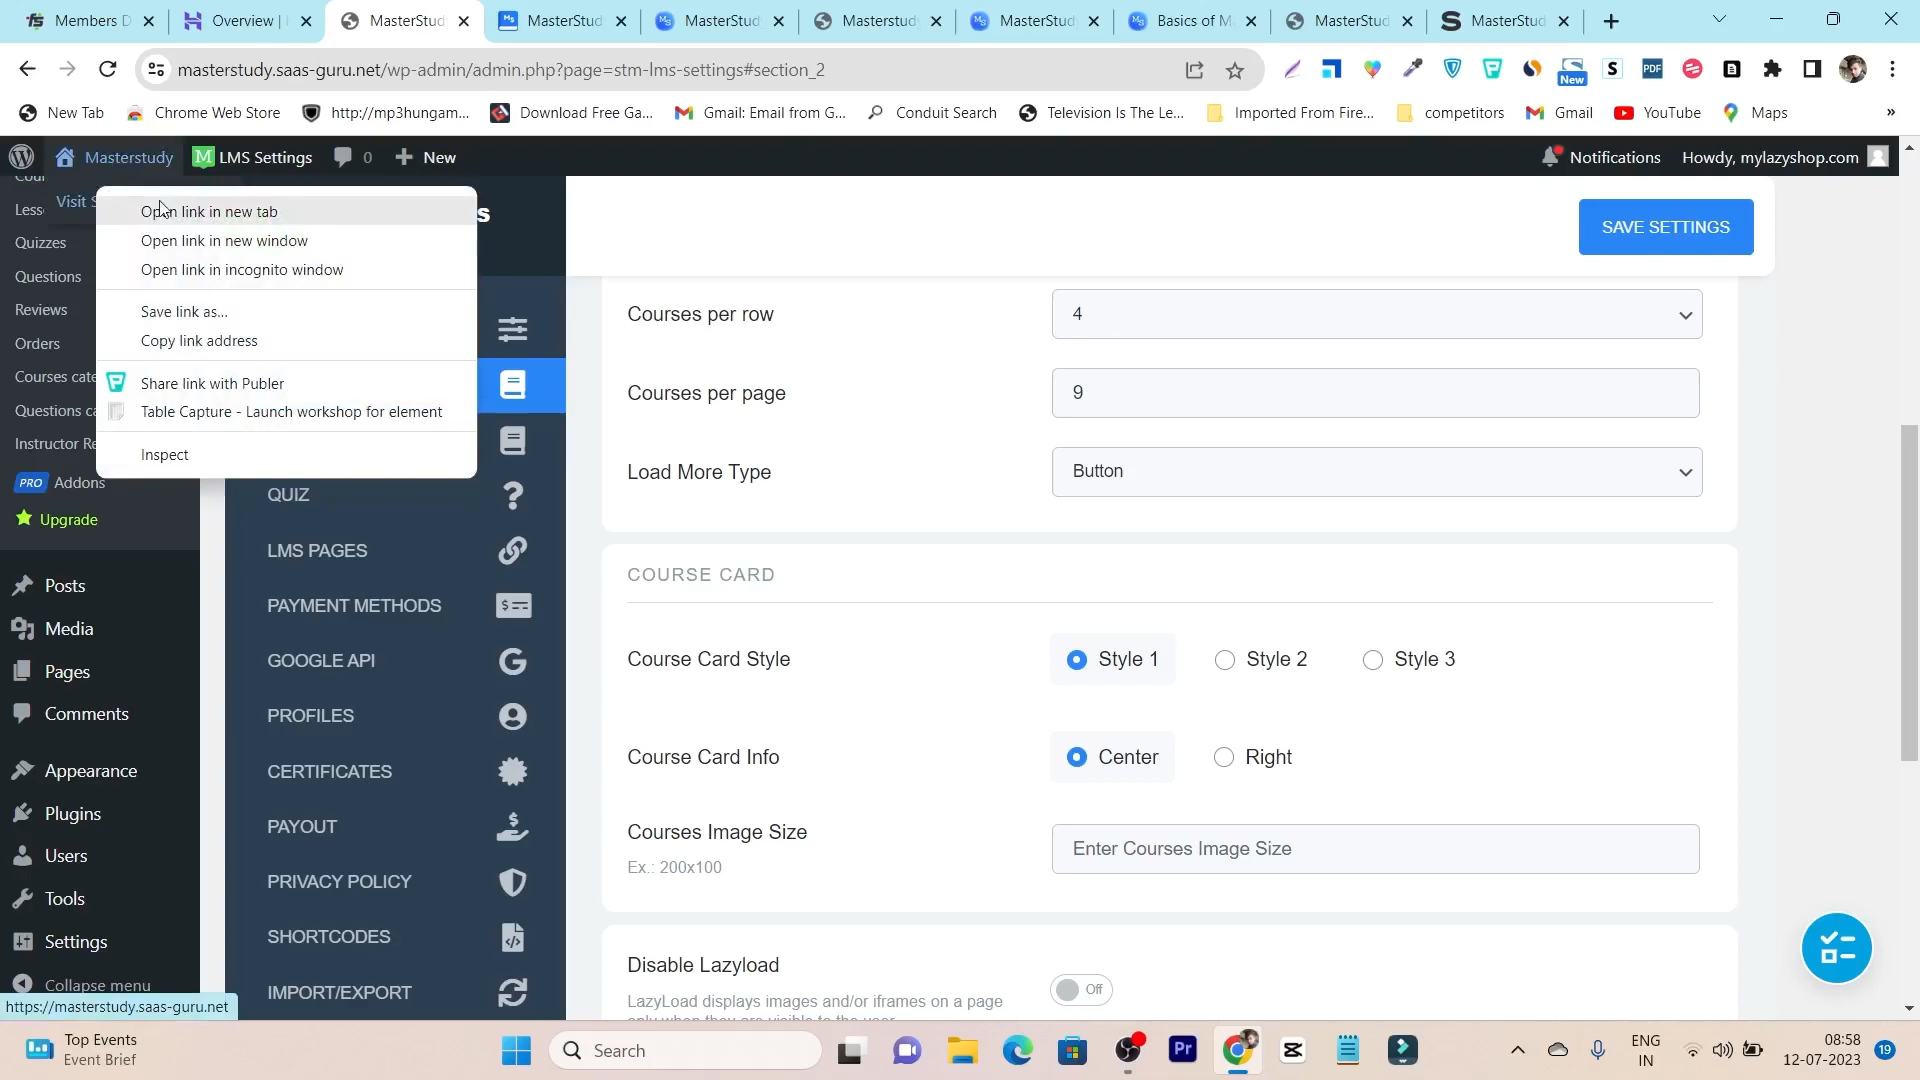 Members D
Overview |
MasterStud
MasterStud
MasterStud
Masterstud
MasterStud
Basics of M
MasterStud
MasterStud
masterstudy.saas-guru.net/wp-admin/admin.php?page=stm-lms-settings#section_2
New
PDF
New Tab
Chrome Web Store
http://mp3hungam...
Download Free Ga...
Gmail: Email from G...
Conduit Search
Television Is The Le...
Imported From Fire...
competitors
Gmail
YouTube
Maps
»
Masterstudy
LMS Settings
0
New
Notifications
Howdy, mylazyshop.com
Visit S
Less
Quizzes
Questions
Reviews
Orders
Courses cate
Questions ca
Instructor Re
PRO Addons
Upgrade
Posts
Media
Pages
Comments
Appearance
Plugins
Users
Tools
Settings
Collapse menu
https://masterstudy.saas-guru.net
Open link in new tab
Open link in new window
Open link in incognito window
Save link as...
Copy link address
Share link with Publer
Table Capture - Launch workshop for element
Inspect
s
QUIZ
LMS PAGES
PAYMENT METHODS
GOOGLE API
PROFILES
CERTIFICATES
PAYOUT
PRIVACY POLICY
SHORTCODES
IMPORT/EXPORT
SAVE SETTINGS
Courses per row
4
Courses per page
9
Load More Type
Button
COURSE CARD
Course Card Style
Style 1
Style 2
Style 3
Course Card Info
Center
Right
Courses Image Size
Ex.: 200x100
Enter Courses Image Size
Disable Lazyload
LazyLoad displays images and/or iframes on a page
only when they are visible to the user
Off
Top Events
Event Brief
Search
Pr
ENG
IN
08:58
12-07-2023
19